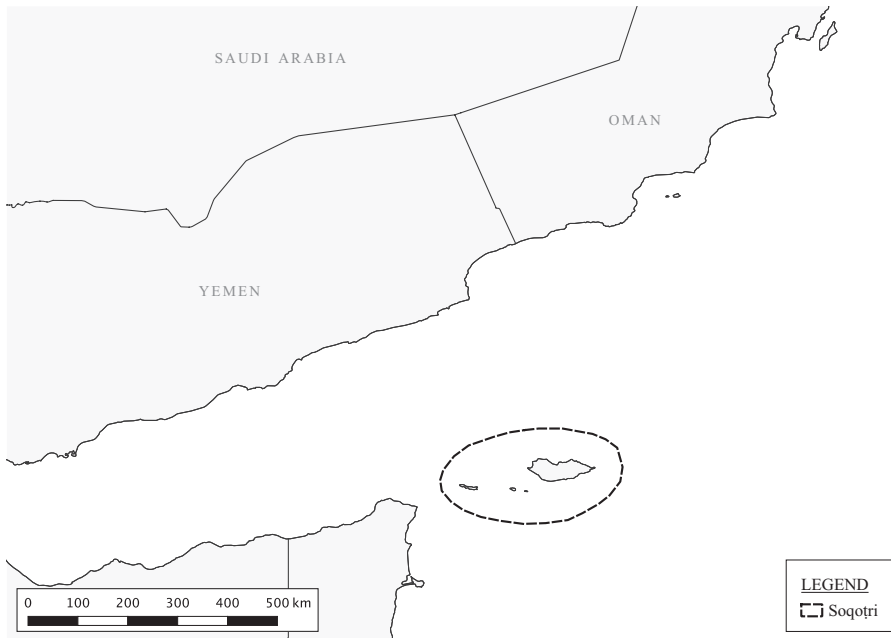 SAUDI ARABIA
OMAN
YEMEN
0 100 200 300 400 500 km
LEGEND
Soqoṭri